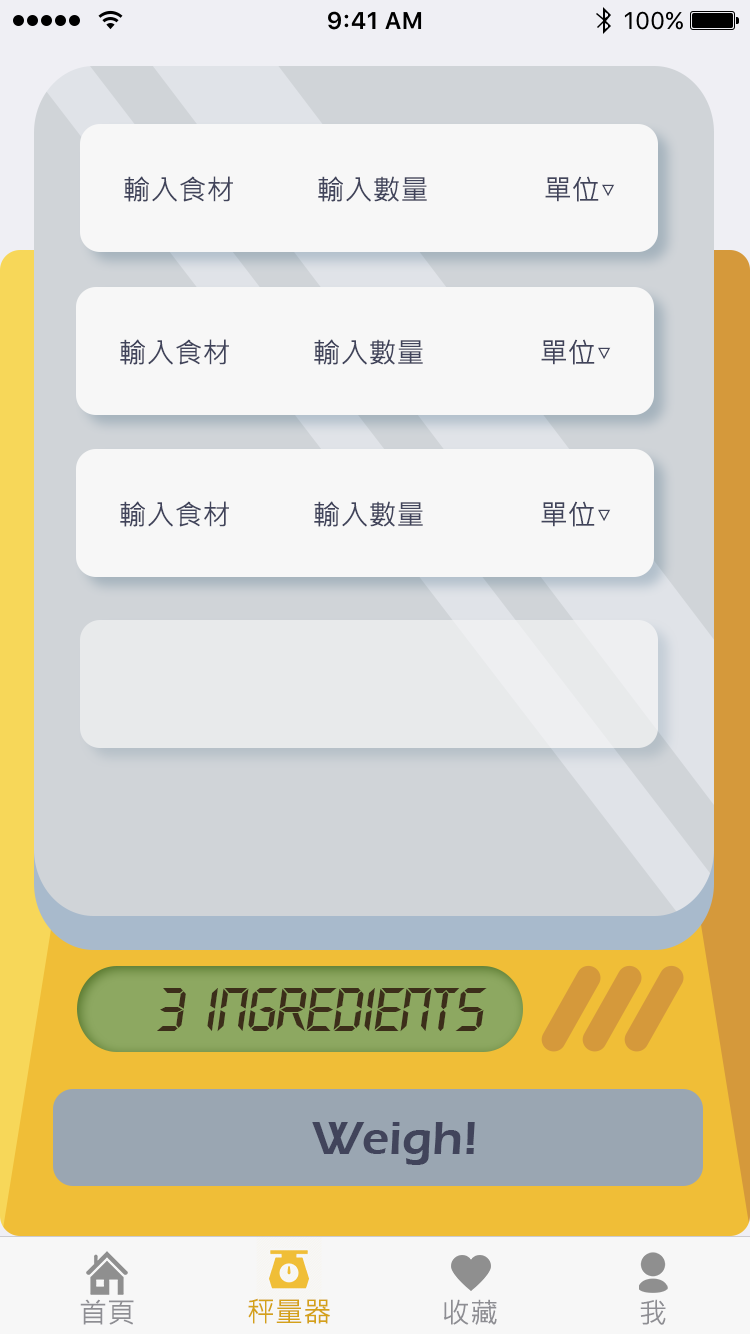 9:41 AM 100%
輸入食材 輸入數量 單位▿
輸入食材 輸入數量 單位▿
輸入食材 輸入數量 單位▿
3 INGREDIENTS
Weigh!
首頁 秤量器 收藏 我